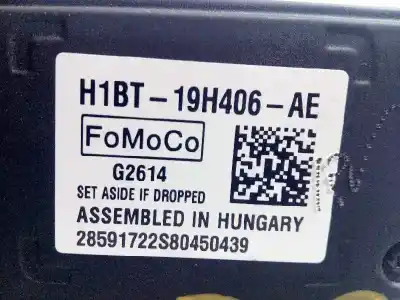 H1BT-19H406-AE
FoMoCo
G2614
SET ASIDE IF DROPPED
ASSEMBLED IN HUNGARY
28591722S80450439